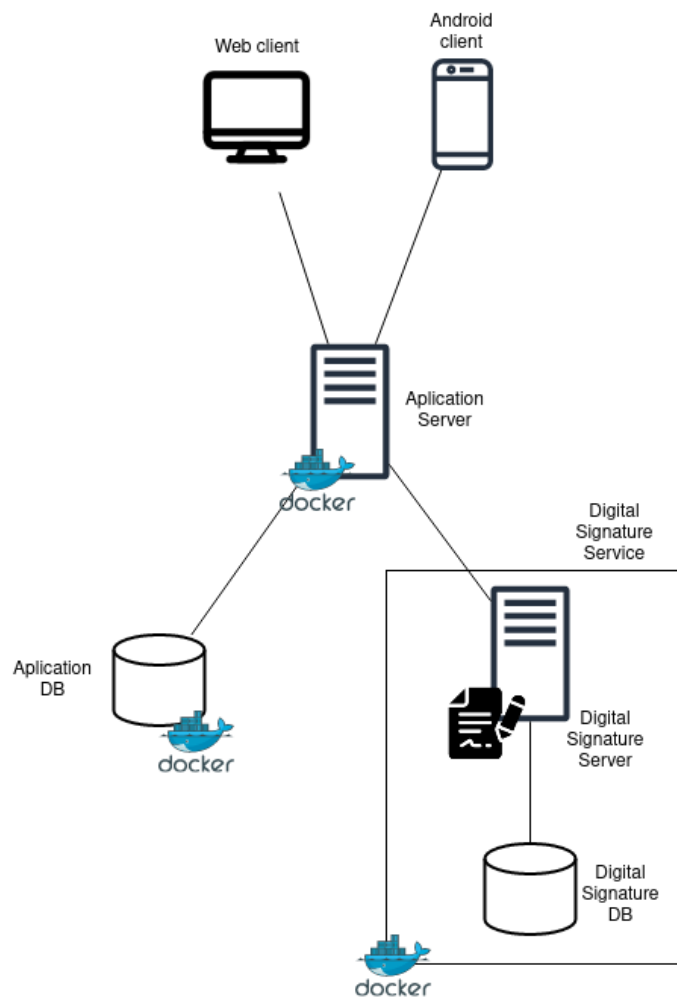 Web client
Android
client
Aplication
Server
docker
Digital
Signature
Service
Aplication
DB
docker
Digital
Signature
Server
Digital
Signature
DB
docker